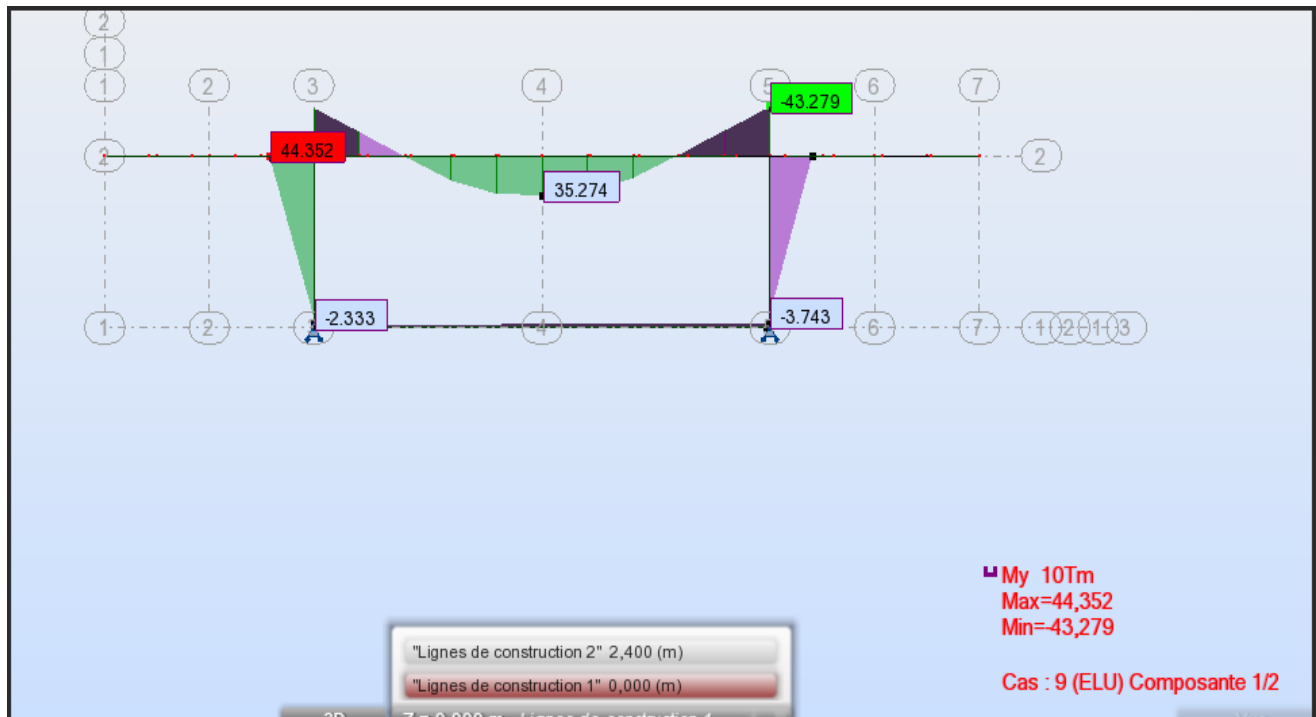 2
1
1 2 3 4 5 6 7
-43.279
44.352
2 2
35.274
-2.333 -3.743
1 2 4 6 7 1 2 1 3
My 10Tm
Max=44,352
Min=-43,279
Cas : 9 (ELU) Composante 1/2
"Lignes de construction 2" 2,400 (m)
"Lignes de construction 1" 0,000 (m)